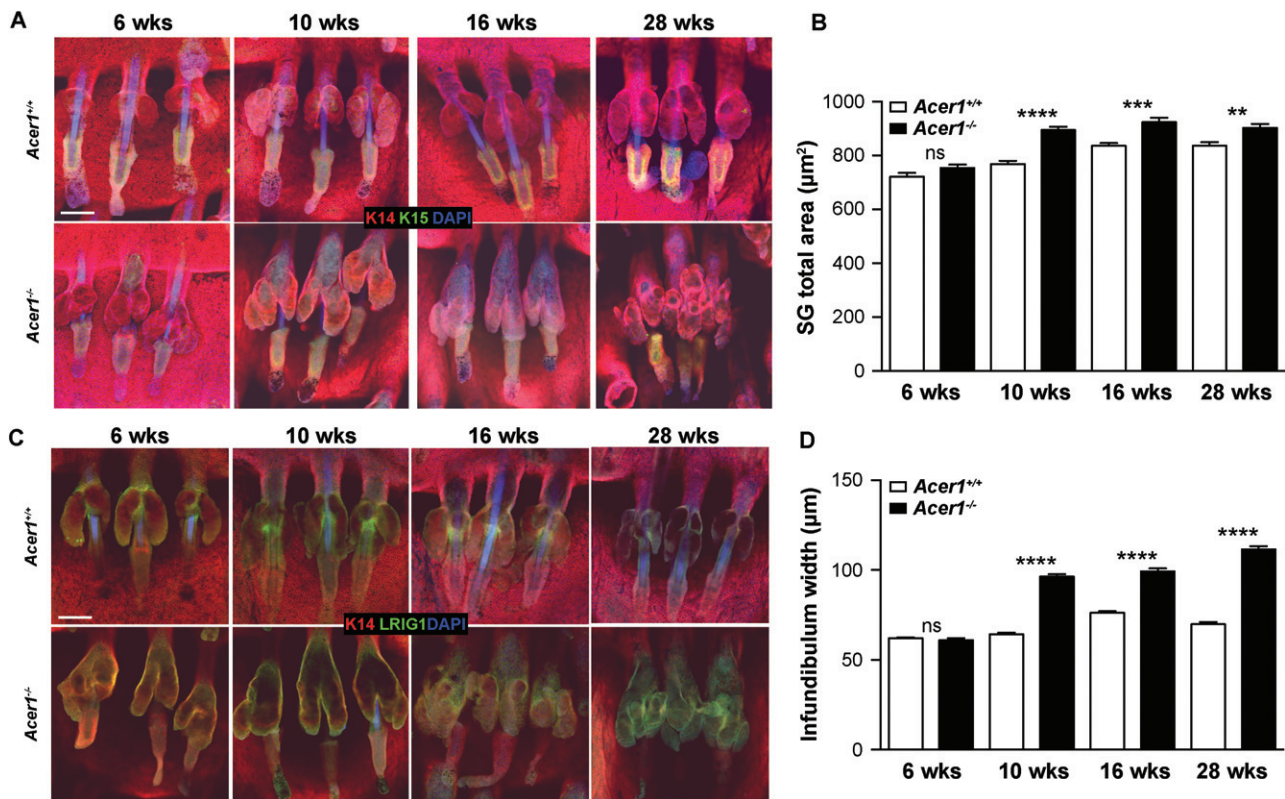 A
6 wks
10 wks
16 wks
28 wks
Acer1+/+
K14 K15 DAPI
Acer1-/-
B
Acer1+/+
Acer1-/-
SG total area (µm²)
1000
800
600
400
200
0
ns
****
***
**
6 wks
10 wks
16 wks
28 wks
C
6 wks
10 wks
16 wks
28 wks
Acer1+/+
K14 LRIG1DAPI
Acer1-/-
D
Acer1+/+
Acer1-/-
Infundibulum width (µm)
150
100
50
0
ns
****
****
****
6 wks
10 wks
16 wks
28 wks